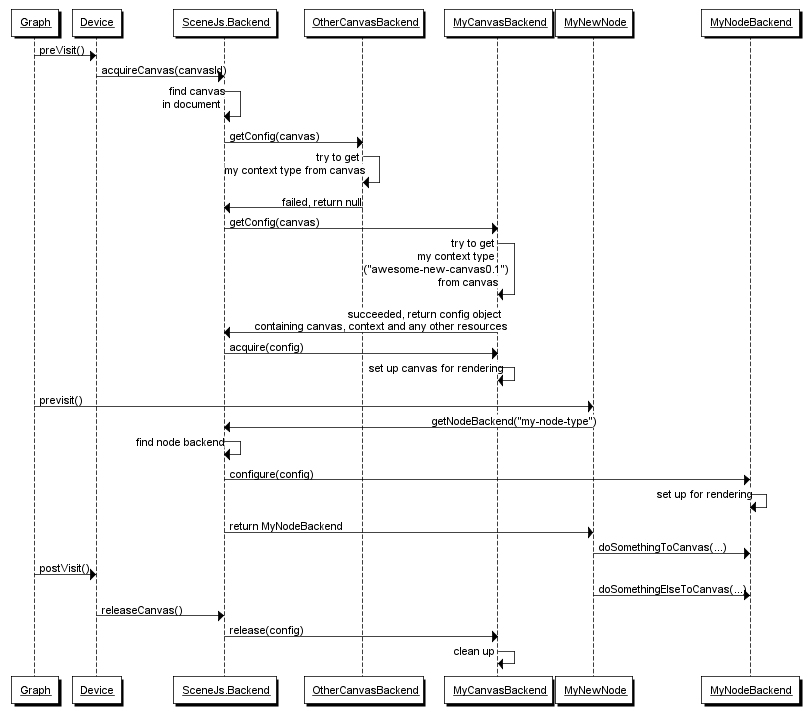 Graph
Device
SceneJs.Backend
OtherCanvasBackend
MyCanvasBackend
MyNewNode
MyNodeBackend
preVisit()
acquireCanvas(canvasId)
find canvas
in document
getConfig(canvas)
try to get
my context type from canvas
failed, return null
getConfig(canvas)
try to get
my context type
("awesome-new-canvas0.1")
from canvas
succeeded, return config object
containing canvas, context and any other resources
acquire(config)
set up canvas for rendering
previsit()
getNodeBackend("my-node-type")
find node backend
configure(config)
set up for rendering
return MyNodeBackend
doSomethingToCanvas(...)
postVisit()
doSomethingElseToCanvas(...)
releaseCanvas()
release(config)
clean up
Graph
Device
SceneJs.Backend
OtherCanvasBackend
MyCanvasBackend
MyNewNode
MyNodeBackend